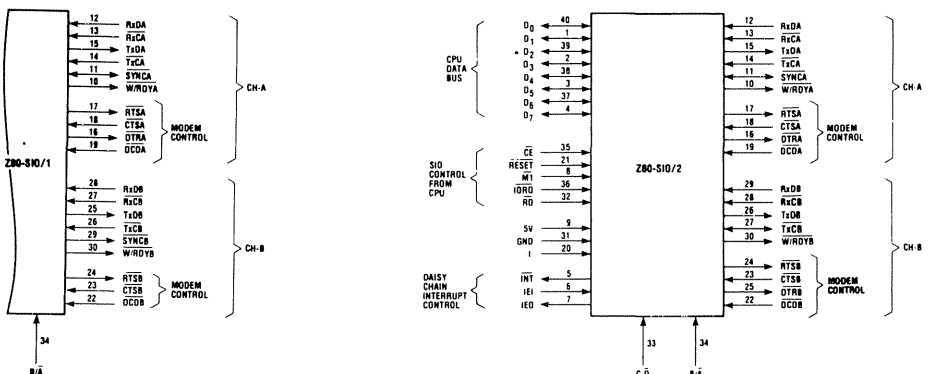 12 RxDA
13 RxCA
15 TxDA
14 TxCA
11 SYNCA
10 W/RDYA
17 RTSA
18 CTSA
16 DTRA
19 DCDA
MODEM
CONTROL
CH-A
Z80-SIO/1
28 RxDB
27 RxCB
25 TxDB
26 TxCB
29 SYNCB
30 W/RDYB
24 RTSB
23 CTSB
22 DCDB
MODEM
CONTROL
CH-B
34
B/A
CPU
DATA
BUS
D0 40
D1 1
D2 39
D3 2
D4 38
D5 3
D6 37
D7 4
SIO
CONTROL
FROM
CPU
CE 35
RESET 21
M1 8
IORQ 36
RD 32
5V 9
GND 31
20
DAISY
CHAIN
INTERRUPT
CONTROL
INT 5
IEI 6
IEO 7
Z80-SIO/2
12 RxDA
13 RxCA
15 TxDA
14 TxCA
11 SYNCA
10 W/RDYA
17 RTSA
18 CTSA
16 DTRA
19 DCDA
MODEM
CONTROL
CH-A
29 RxDB
28 RxCB
26 TxDB
27 TxCB
30 W/RDYB
24 RTSB
23 CTSB
25 DTRB
22 DCDB
MODEM
CONTROL
CH-B
33
34
C/D
B/A